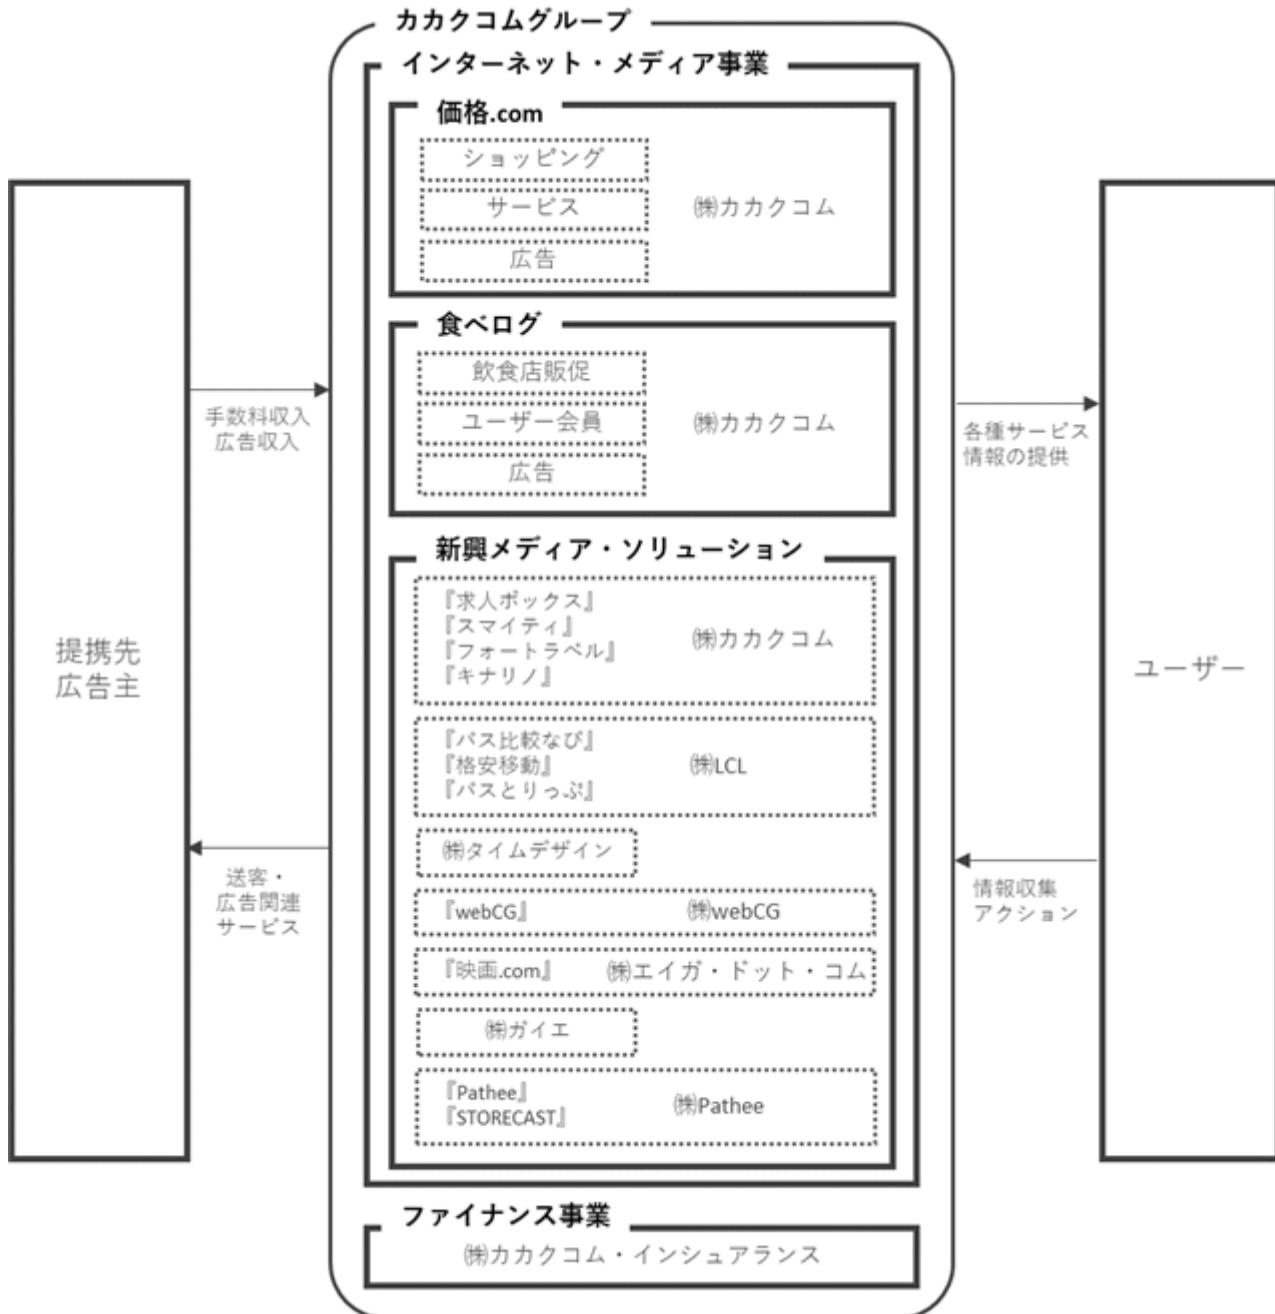 カカクコムグループ
インターネット・メディア事業
価格.com
ショッピング
サービス
広告
㈱カカクコム
食べログ
飲食店販促
ユーザー会員
広告
㈱カカクコム
新興メディア・ソリューション
『求人ボックス』
『スマイティ』
『フォートラベル』
『キナリノ』
㈱カカクコム
『バス比較なび』
『格安移動』
『バスとりっぷ』
㈱LCL
㈱タイムデザイン
『webCG』
㈱webCG
『映画.com』
㈱エイガ・ドット・コム
㈱ガイエ
『Pathee』
『STORECAST』
㈱Pathee
ファイナンス事業
㈱カカクコム・インシュアランス
提携先
広告主
手数料収入
広告収入
送客・
広告関連
サービス
各種サービス
情報の提供
情報収集
アクション
ユーザー